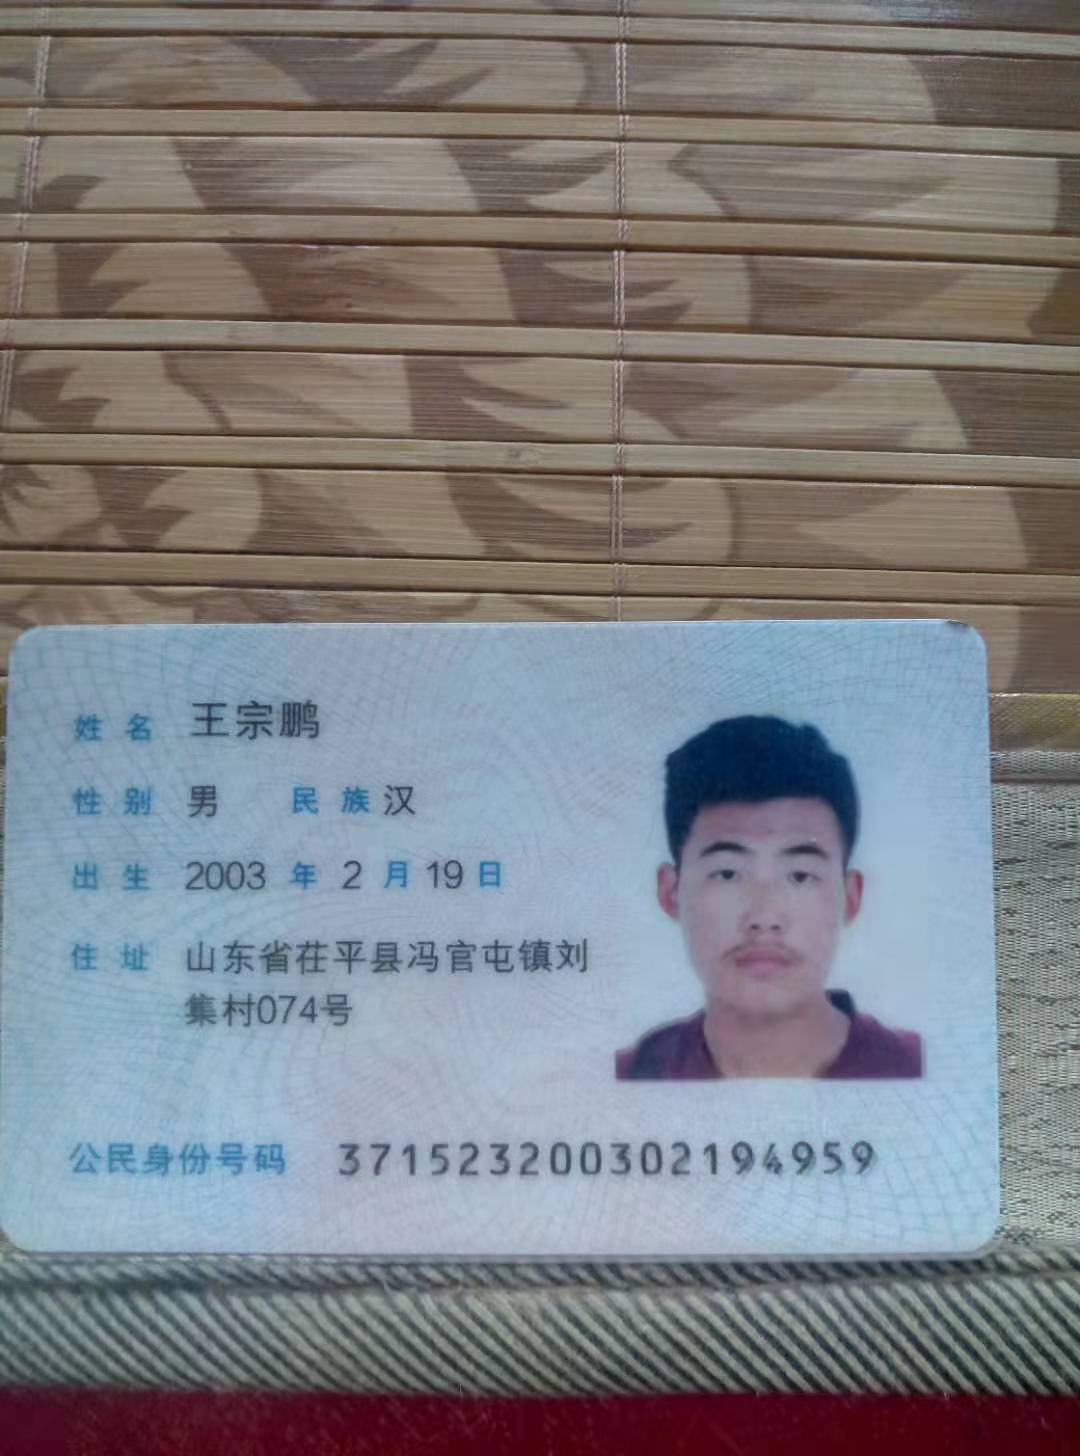 姓名 王宗鹏
性别 男 民族 汉
出生 2003 年 2 月 19 日
住址 山东省茌平县冯官屯镇刘
集村074号
公民身份号码 371523200302194959